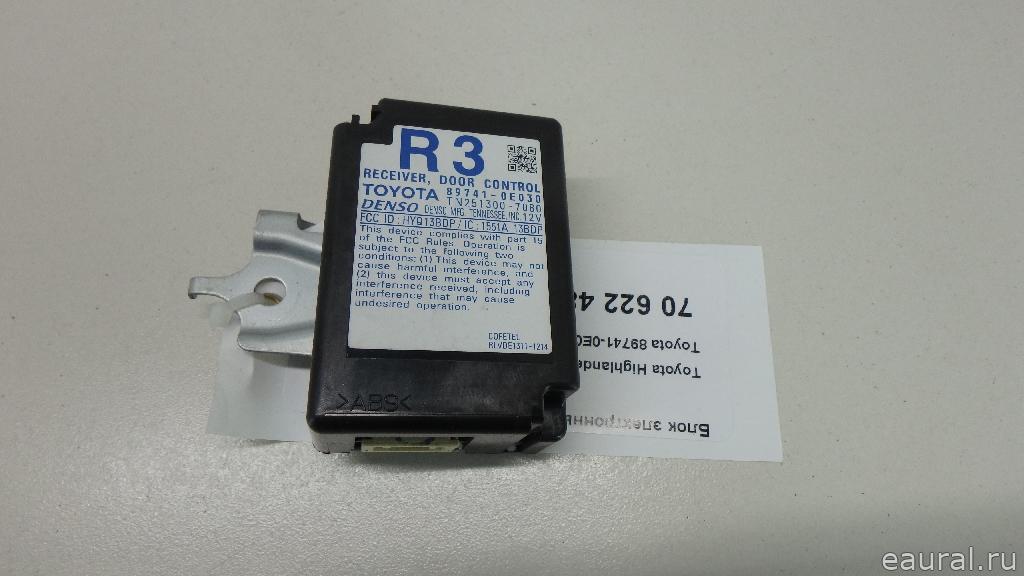 R3
RECEIVER, DOOR CONTROL
TOYOTA 89741-0E030
DENSO TN251300-7080
DENSO MFG. TENNESSEE, INC. 12V
FCC ID: HYQ13BDP / IC: 1551A-13BDP
This device complies with part 15
of the FCC Rules. Operation is
subject to the following two
conditions: (1) This device may not
cause harmful interference, and
(2) this device must accept any
interference received, including
interference that may cause
undesired operation.
COFETEL
RLVDE1311-1214
>ABS<
70 622 4
Toyota 89741-0E0
Toyota Highlande
Блок электронны
eaural.ru